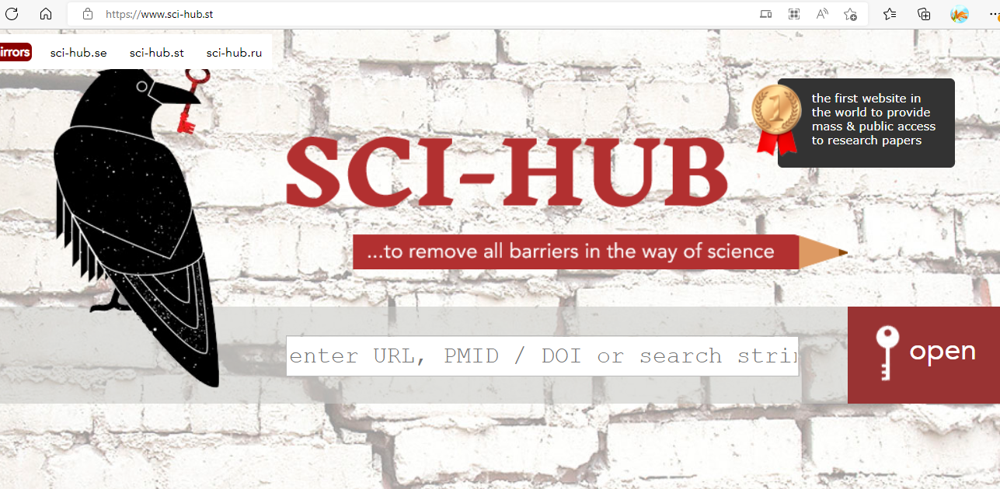 https://www.sci-hub.st
irrors sci-hub.se sci-hub.st sci-hub.ru
1
the first website in
the world to provide
mass & public access
to research papers
SCI-HUB
...to remove all barriers in the way of science
enter URL, PMID / DOI or search strin
open